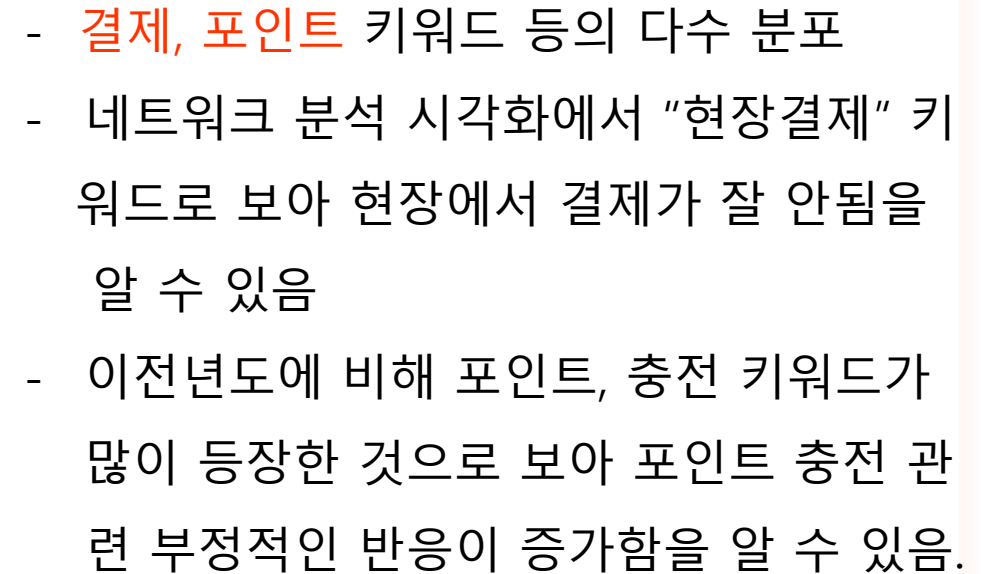 - 결제, 포인트 키워드 등의 다수 분포
- 네트워크 분석 시각화에서 "현장결제" 키
워드로 보아 현장에서 결제가 잘 안됨을
알 수 있음
- 이전년도에 비해 포인트, 충전 키워드가
많이 등장한 것으로 보아 포인트 충전 관
련 부정적인 반응이 증가함을 알 수 있음.